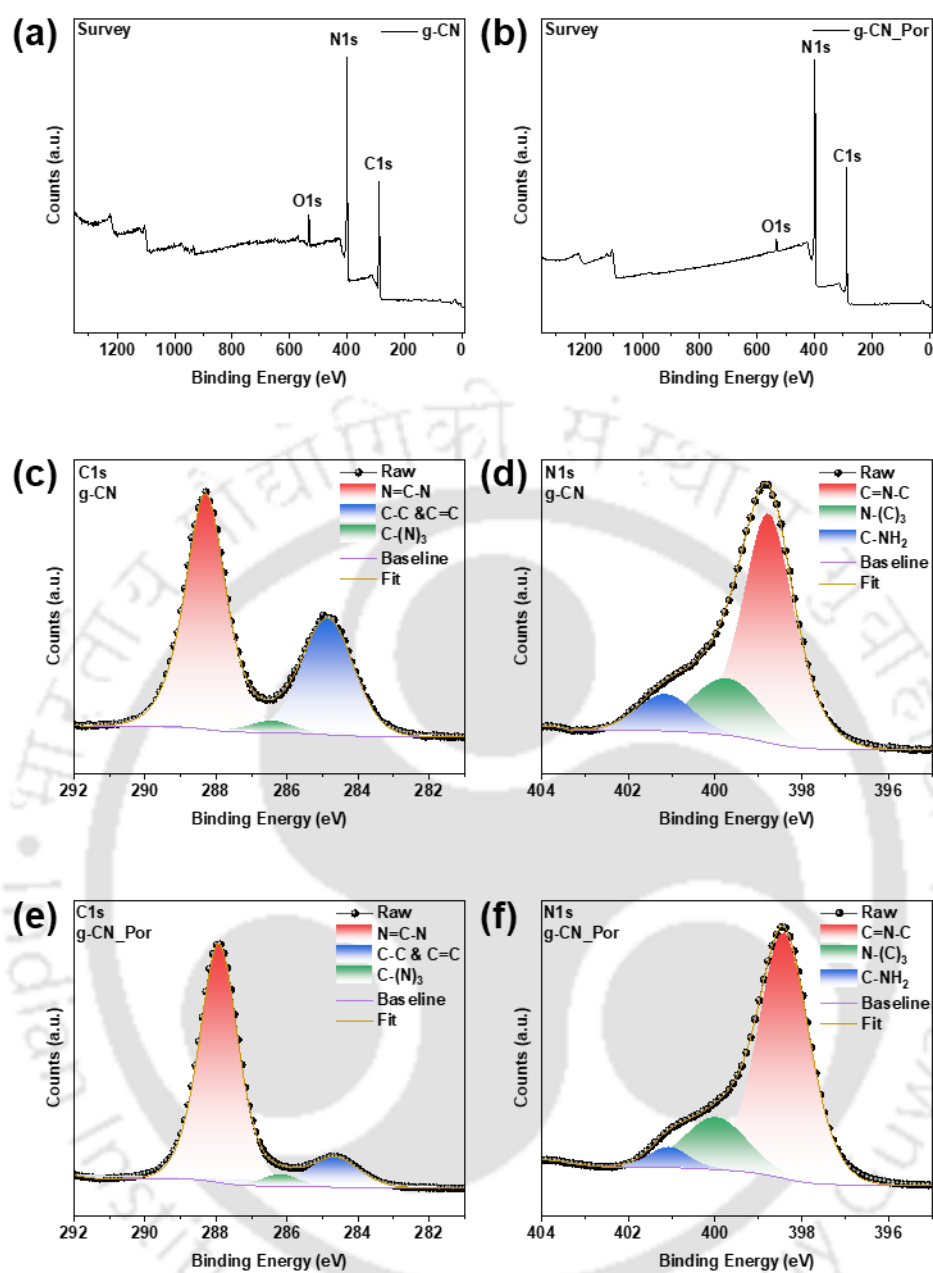 (a)
Survey
g-CN
N1s
C1s
O1s
Counts (a.u.)
1200 1000 800 600 400 200 0
Binding Energy (eV)
(b)
Survey
g-CN_Por
N1s
C1s
O1s
Counts (a.u.)
1200 1000 800 600 400 200 0
Binding Energy (eV)
(c)
C1s
g-CN
Raw
N=C-N
C-C &C=C
C-(N)₃
Baseline
Fit
Counts (a.u.)
292 290 288 286 284 282
Binding Energy (eV)
(d)
N1s
g-CN
Raw
C=N-C
N-(C)₃
C-NH₂
Baseline
Fit
Counts (a.u.)
404 402 400 398 396
Binding Energy (eV)
(e)
C1s
g-CN_Por
Raw
N=C-N
C-C & C=C
C-(N)₃
Baseline
Fit
Counts (a.u.)
292 290 288 286 284 282
Binding Energy (eV)
(f)
N1s
g-CN_Por
Raw
C=N-C
N-(C)₃
C-NH₂
Baseline
Fit
Counts (a.u.)
404 402 400 398 396
Binding Energy (eV)
भारतीय प्रौद्योगिकी संस्थान
Indian Institute